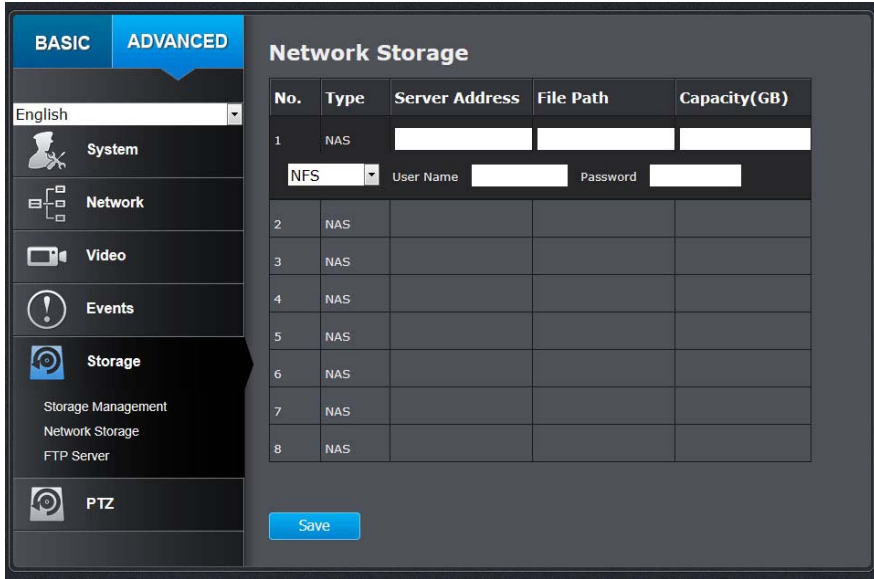 BASIC ADVANCED
English
System
Network
Video
Events
Storage
Storage Management
Network Storage
FTP Server
PTZ
Network Storage
No. Type Server Address File Path Capacity(GB)
1 NAS
NFS User Name Password
2 NAS
3 NAS
4 NAS
5 NAS
6 NAS
7 NAS
8 NAS
Save